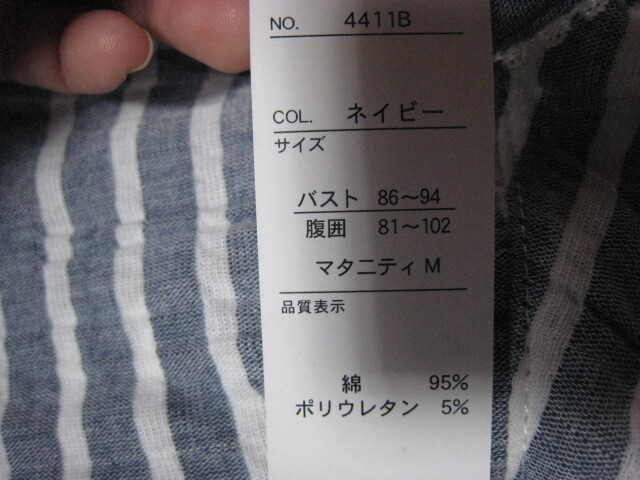 NO. 4411B
COL. ネイビー
サイズ
バスト 86〜94
腹囲 81〜102
マタニティ M
品質表示
綿 95%
ポリウレタン 5%